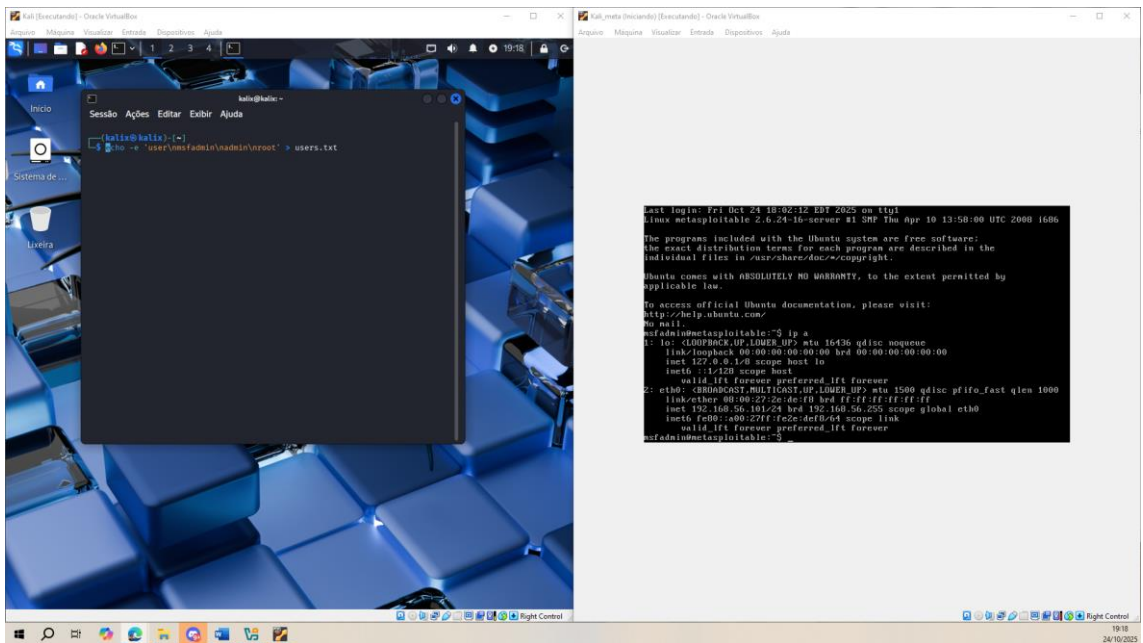 Kali [Executando] - Oracle VirtualBox
Arquivo Máquina Visualizar Entrada Dispositivos Ajuda
1 2 3 4
19:18
Início
Sistema de ...
Lixeira
kalix@kalix: ~
Sessão Ações Editar Exibir Ajuda
(kalix㉿kalix)-[~]
$ echo -e 'user\nmsfadmin\nadmin\nroot' > users.txt
Right Control
Kali_meta (Iniciando) [Executando] - Oracle VirtualBox
Arquivo Máquina Visualizar Entrada Dispositivos Ajuda
Last login: Fri Oct 24 18:02:12 EDT 2025 on tty1
Linux metasploitable 2.6.24-16-server #1 SMP Thu Apr 10 13:58:00 UTC 2008 i686
The programs included with the Ubuntu system are free software;
the exact distribution terms for each program are described in the
individual files in /usr/share/doc/*/copyright.
Ubuntu comes with ABSOLUTELY NO WARRANTY, to the extent permitted by
applicable law.
To access official Ubuntu documentation, please visit:
http://help.ubuntu.com/
No mail.
msfadmin@metasploitable:~$ ip a
1: lo: <LOOPBACK,UP,LOWER_UP> mtu 16436 qdisc noqueue
link/loopback 00:00:00:00:00:00 brd 00:00:00:00:00:00
inet 127.0.0.1/8 scope host lo
inet6 ::1/128 scope host
valid_lft forever preferred_lft forever
2: eth0: <BROADCAST,MULTICAST,UP,LOWER_UP> mtu 1500 qdisc pfifo_fast qlen 1000
link/ether 08:00:27:2e:de:f8 brd ff:ff:ff:ff:ff:ff
inet 192.168.56.101/24 brd 192.168.56.255 scope global eth0
inet6 fe80::a00:27ff:fe2e:def8/64 scope link
valid_lft forever preferred_lft forever
msfadmin@metasploitable:~$ _
Right Control
19:18
24/10/2025